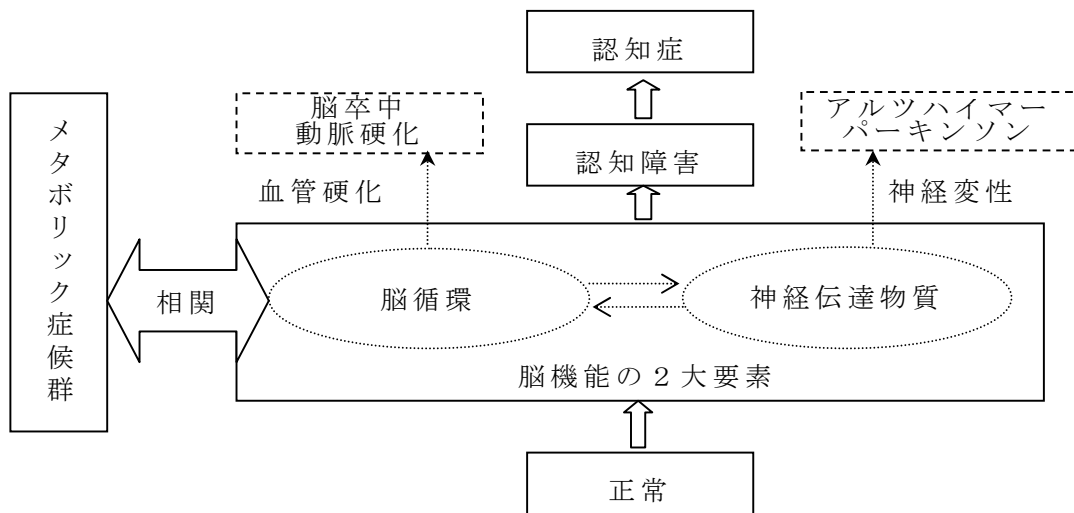 認知症
脳卒中
動脈硬化
アルツハイマー
パーキンソン
メタボリック症候群
認知障害
血管硬化
神経変性
相関
脳循環
神経伝達物質
脳機能の２大要素
正常